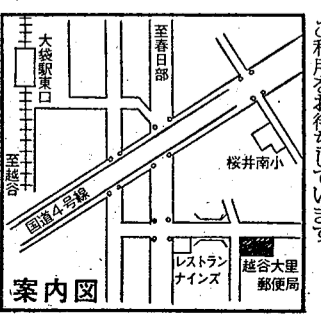 ご利用をお待ちしています。
至春日部
大袋駅東口
至越谷
桜井南小
国道4号線
レストラン
ナインズ
越谷大里
郵便局
案内図